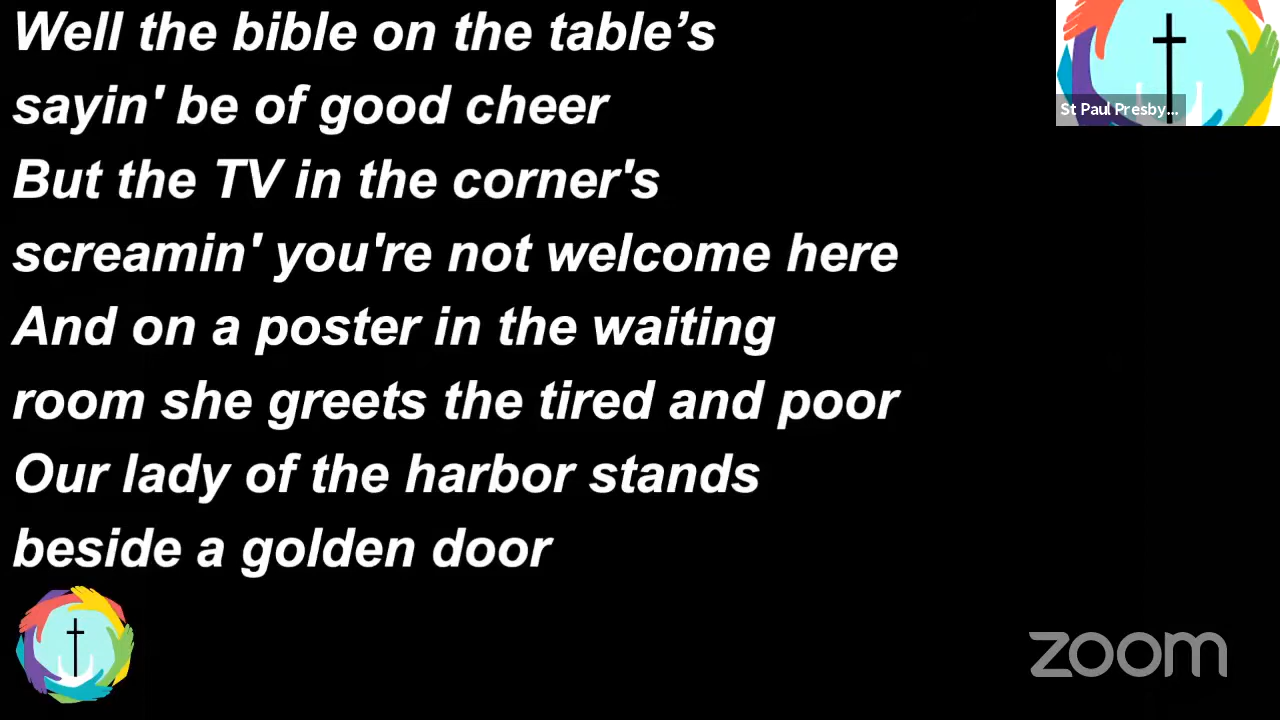 Well the bible on the table’s
sayin' be of good cheer
But the TV in the corner's
screamin' you're not welcome here
And on a poster in the waiting
room she greets the tired and poor
Our lady of the harbor stands
beside a golden door
St Paul Presby...
zoom